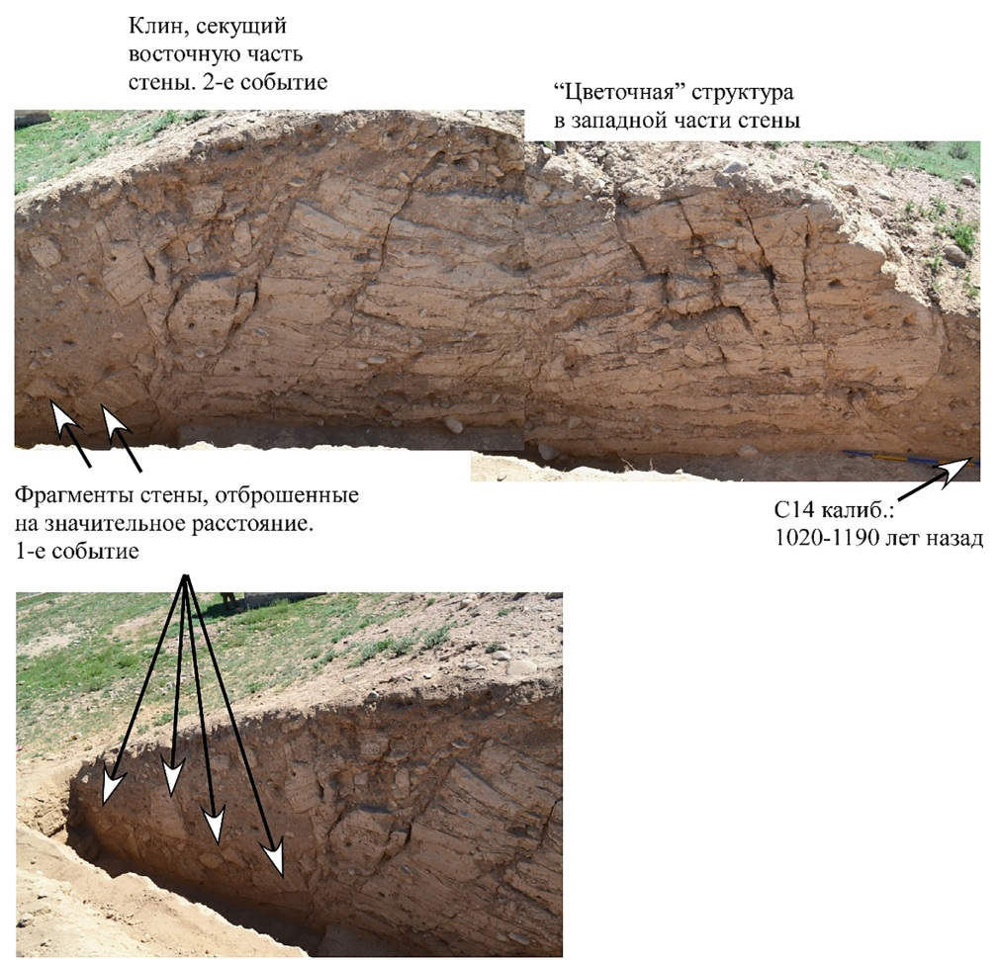 Клин, секущий
восточную часть
стены. 2-е событие
“Цветочная” структура
в западной части стены
Фрагменты стены, отброшенные
на значительное расстояние.
1-е событие
С14 калиб.:
1020-1190 лет назад